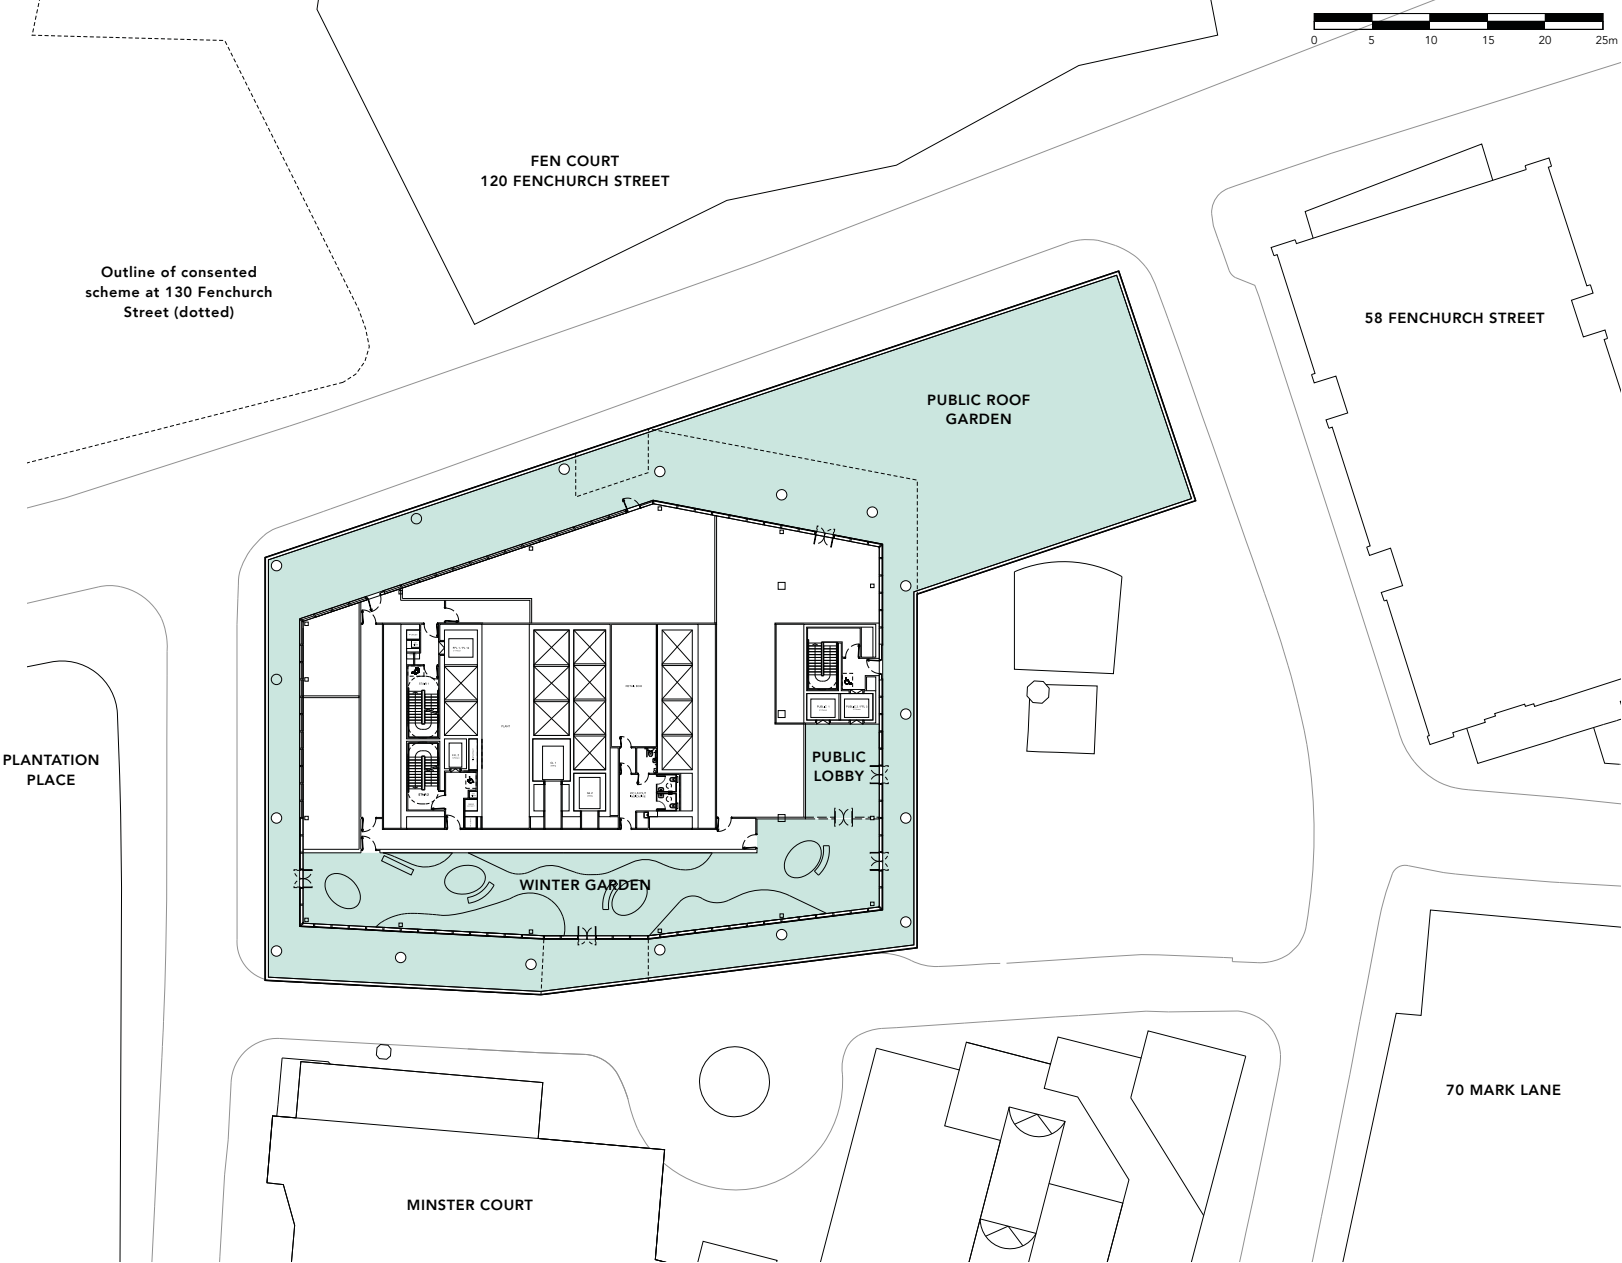 0 5 10 15 20 25m
FEN COURT
120 FENCHURCH STREET
Outline of consented
scheme at 130 Fenchurch
Street (dotted)
58 FENCHURCH STREET
PUBLIC ROOF
GARDEN
PLANTATION
PLACE
PUBLIC
LOBBY
WINTER GARDEN
70 MARK LANE
MINSTER COURT